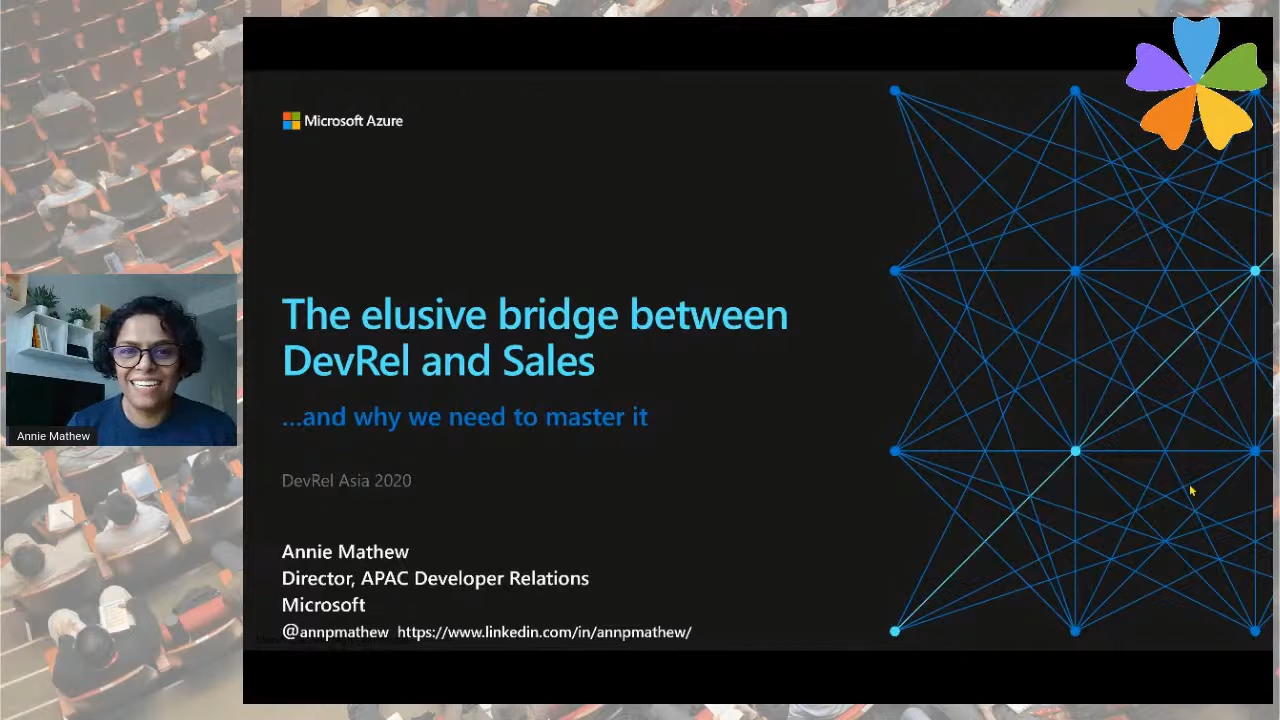 Microsoft Azure
The elusive bridge between
DevRel and Sales
...and why we need to master it
DevRel Asia 2020
Annie Mathew
Director, APAC Developer Relations
Microsoft
@annpmathew https://www.linkedin.com/in/annpmathew/
Annie Mathew